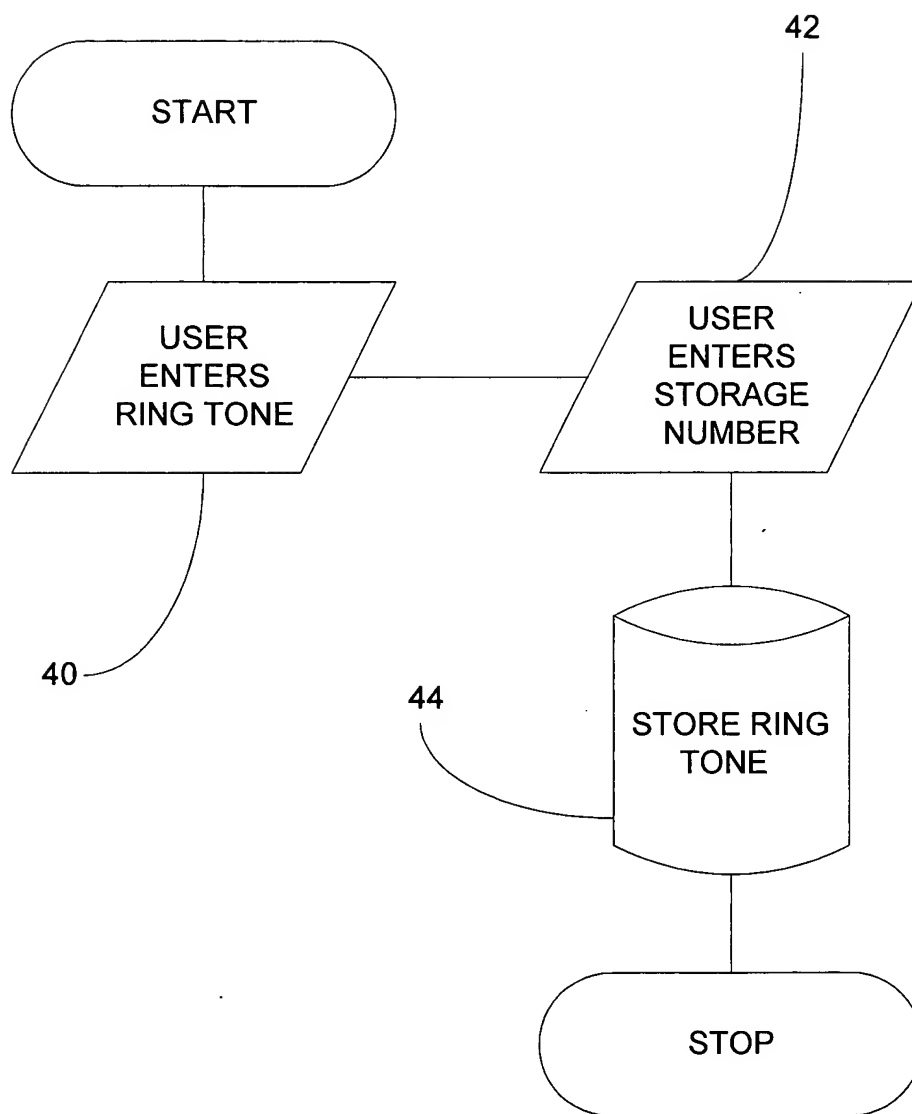 42
START
USER
ENTERS
RING TONE
USER
ENTERS
STORAGE
NUMBER
40
44
STORE RING
TONE
STOP